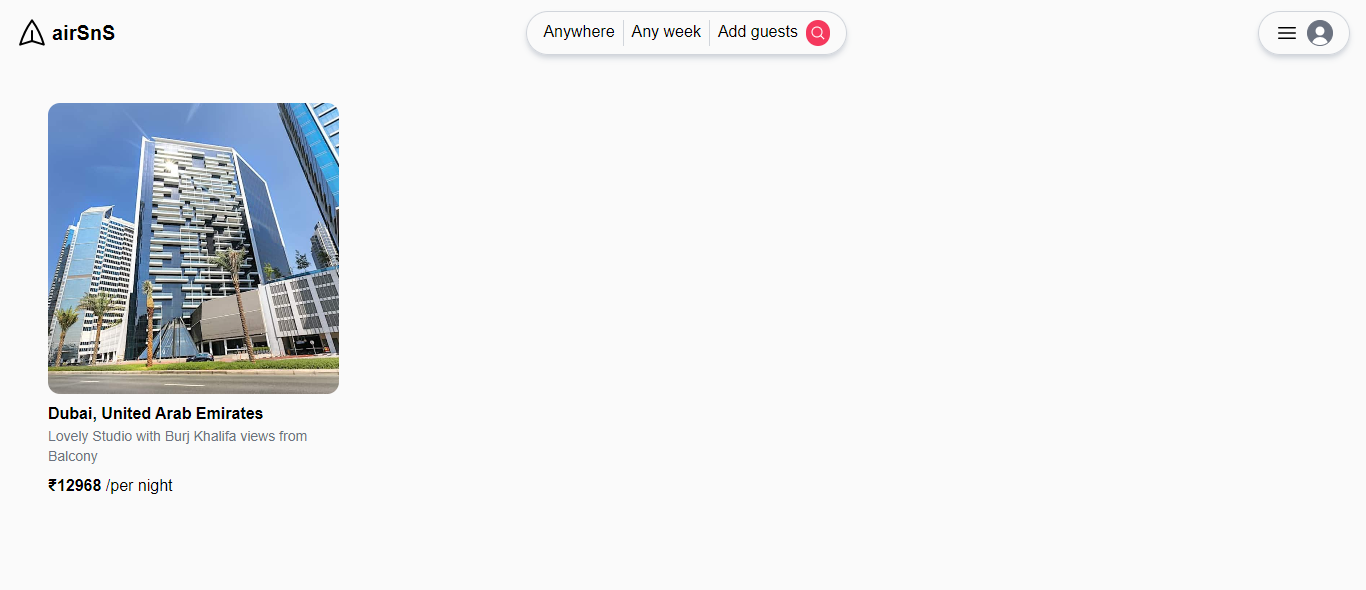 airSnS
Anywhere
Any week
Add guests
Dubai, United Arab Emirates
Lovely Studio with Burj Khalifa views from
Balcony
₹12968 /per night